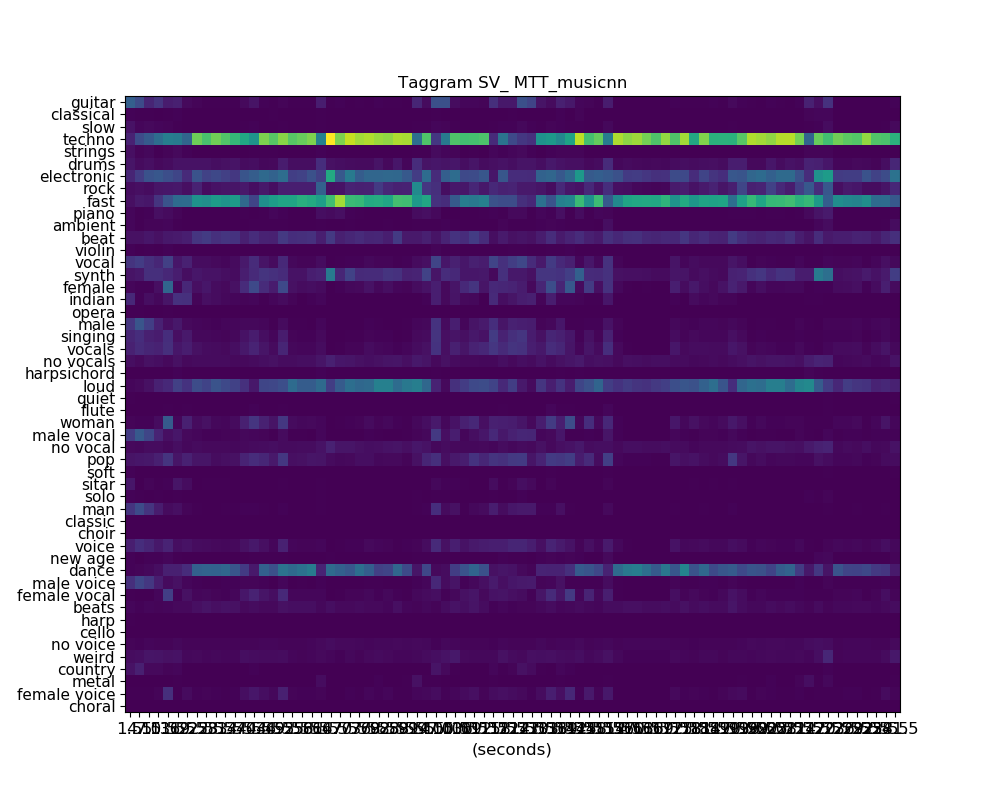 Taggram SV_ MTT_musicnn
guitar
classical
slow
techno
strings
drums
electronic
rock
fast
piano
ambient
beat
violin
vocal
synth
female
indian
opera
male
singing
vocals
no vocals
harpsichord
loud
quiet
flute
woman
male vocal
no vocal
pop
soft
sitar
solo
man
classic
choir
voice
new age
dance
male voice
female vocal
beats
harp
cello
no voice
weird
country
metal
female voice
choral
(seconds)